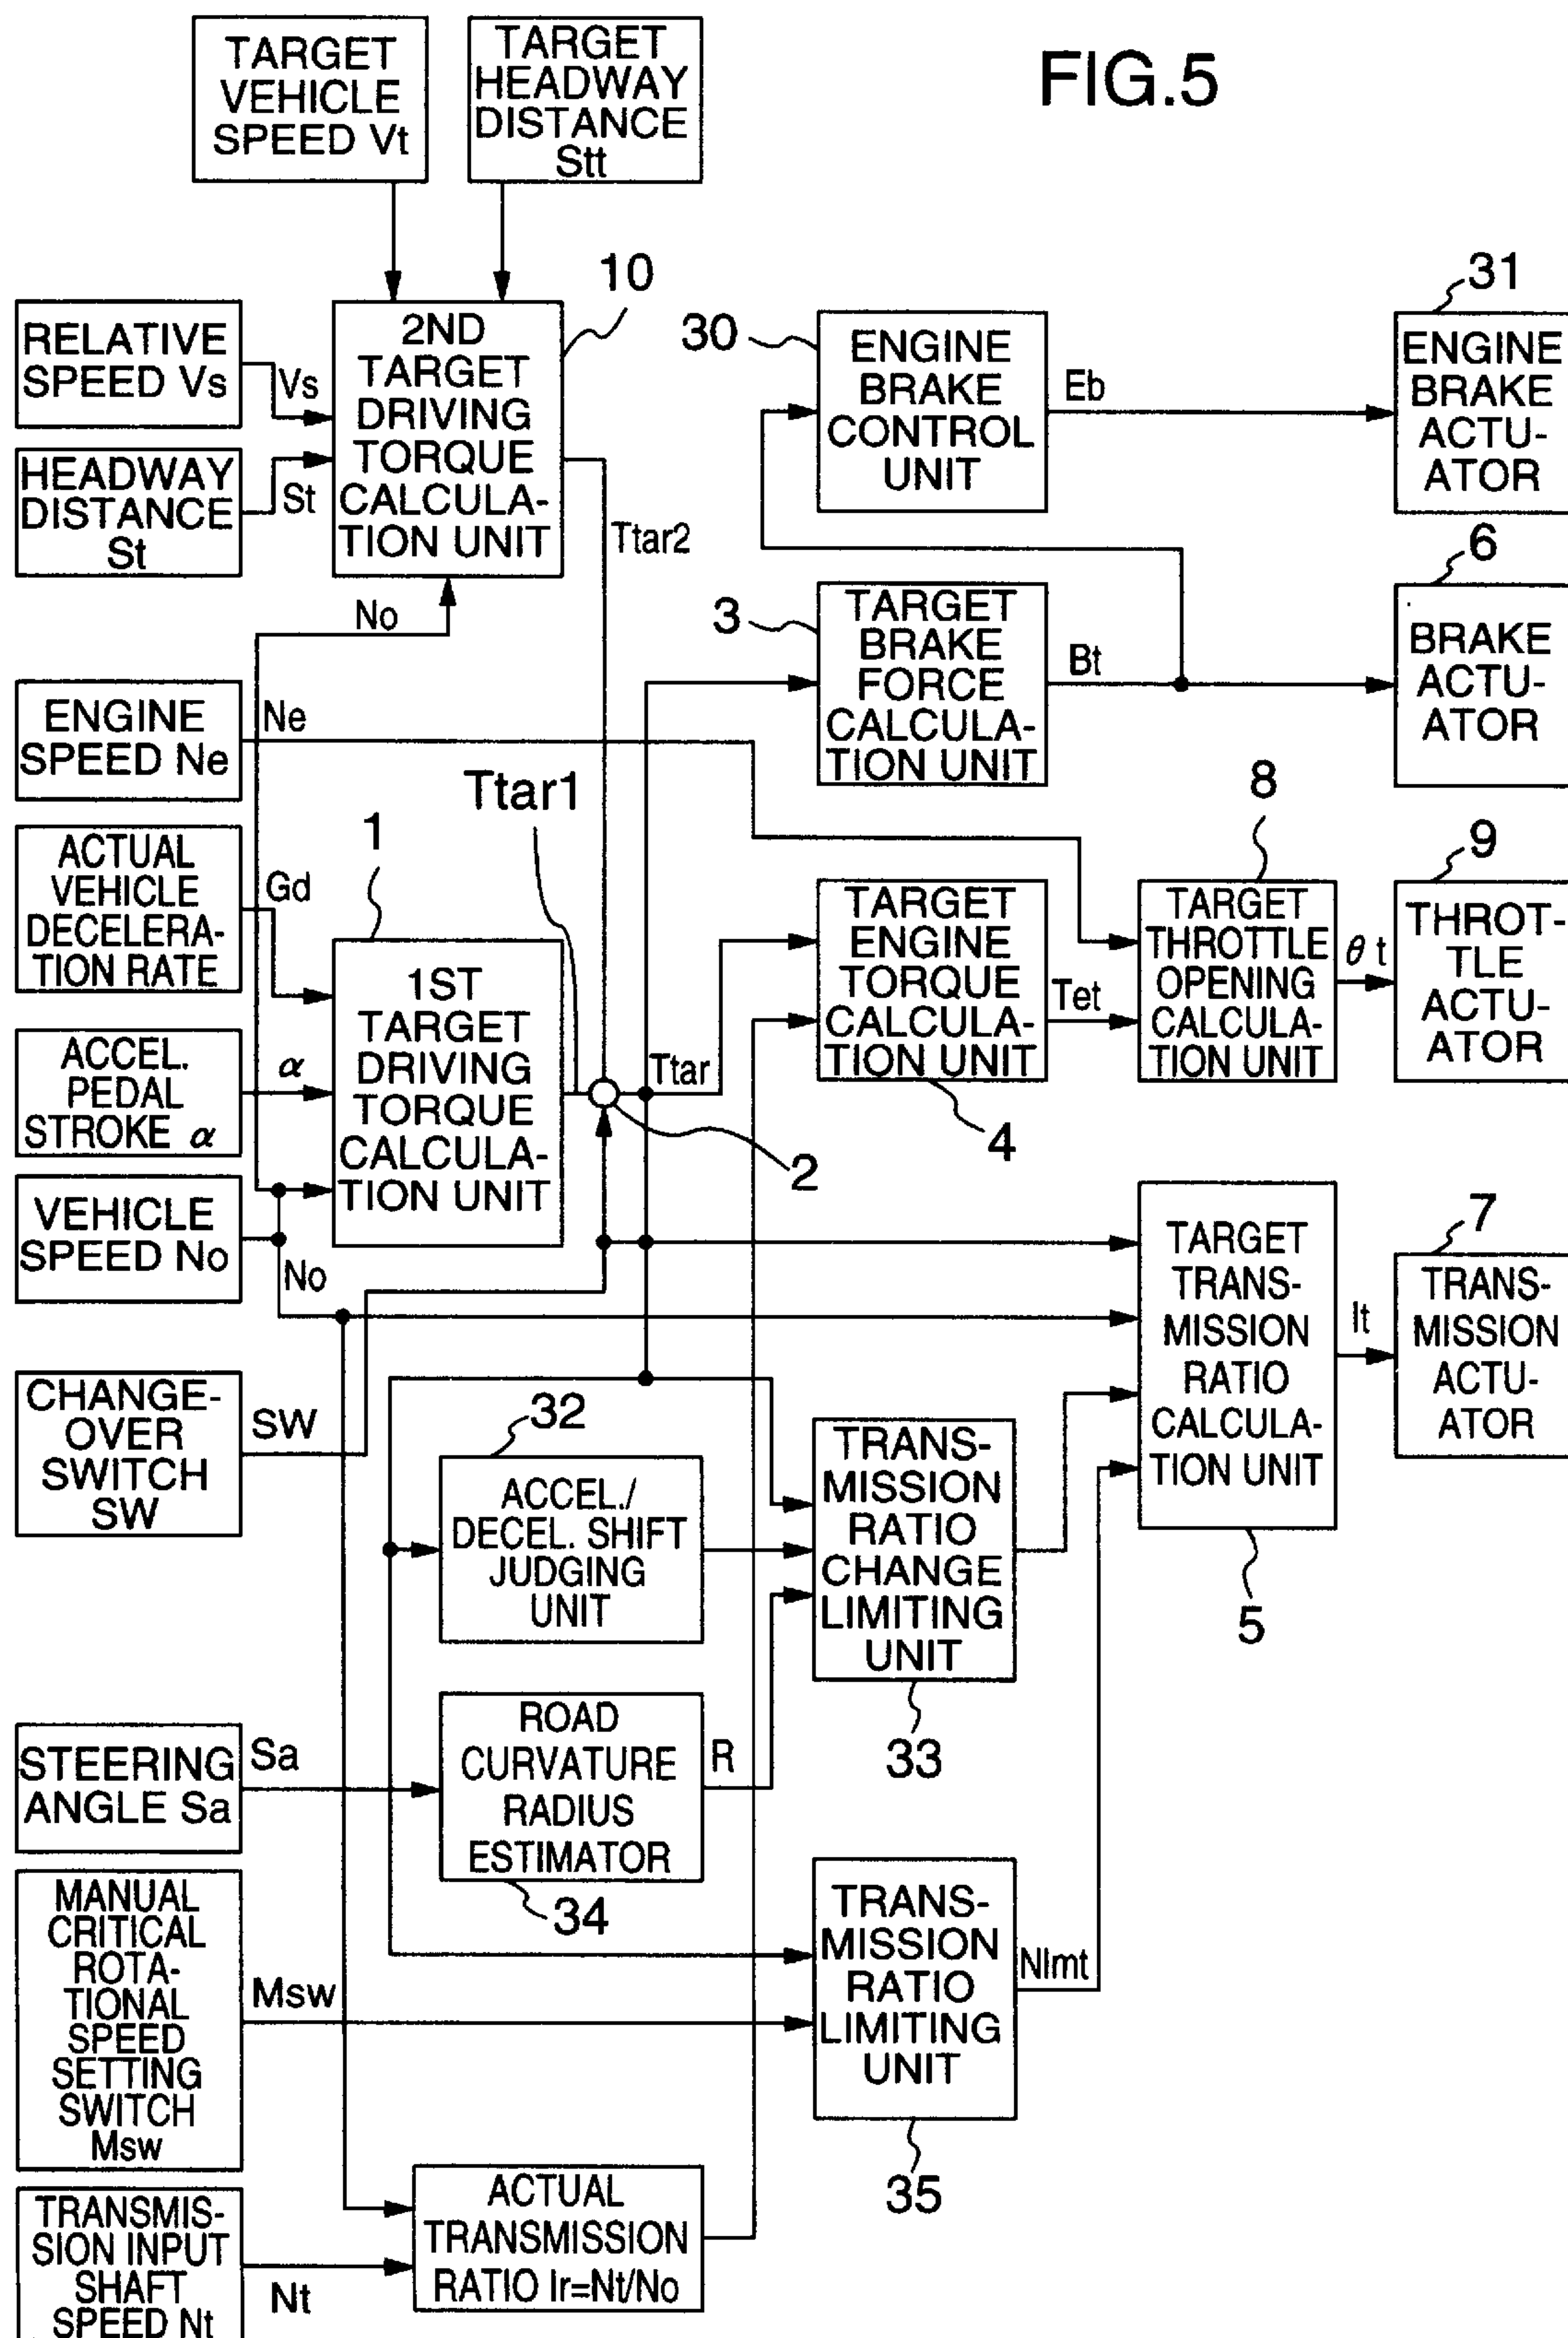 FIG.5
TARGET
VEHICLE
SPEED Vt
TARGET
HEADWAY
DISTANCE
Stt
10
RELATIVE
SPEED Vs
Vs
HEADWAY
DISTANCE
St
St
2ND
TARGET
DRIVING
TORQUE
CALCULA-
TION UNIT
Ttar2
No
30
ENGINE
BRAKE
CONTROL
UNIT
Eb
31
ENGINE
BRAKE
ACTU-
ATOR
3
TARGET
BRAKE
FORCE
CALCULA-
TION UNIT
Bt
6
BRAKE
ACTU-
ATOR
ENGINE
SPEED Ne
Ne
Ttar1
ACTUAL
VEHICLE
DECELERA-
TION RATE
Gd
1
1ST
TARGET
DRIVING
TORQUE
CALCULA-
TION UNIT
ACCEL.
PEDAL
STROKE α
α
VEHICLE
SPEED No
No
Ttar
2
TARGET
ENGINE
TORQUE
CALCULA-
TION UNIT
4
Tet
8
TARGET
THROTTLE
OPENING
CALCULA-
TION UNIT
θ t
9
THROT-
TLE
ACTU-
ATOR
TARGET
TRANS-
MISSION
RATIO
CALCULA-
TION UNIT
5
It
7
TRANS-
MISSION
ACTU-
ATOR
CHANGE-
OVER
SWITCH
SW
SW
32
ACCEL./
DECEL. SHIFT
JUDGING
UNIT
TRANS-
MISSION
RATIO
CHANGE
LIMITING
UNIT
33
STEERING
ANGLE Sa
Sa
ROAD
CURVATURE
RADIUS
ESTIMATOR
34
R
MANUAL
CRITICAL
ROTA-
TIONAL
SPEED
SETTING
SWITCH
Msw
Msw
TRANS-
MISSION
RATIO
LIMITING
UNIT
35
Nlmt
TRANSMIS-
SION INPUT
SHAFT
SPEED Nt
Nt
ACTUAL
TRANSMISSION
RATIO Ir=Nt/No